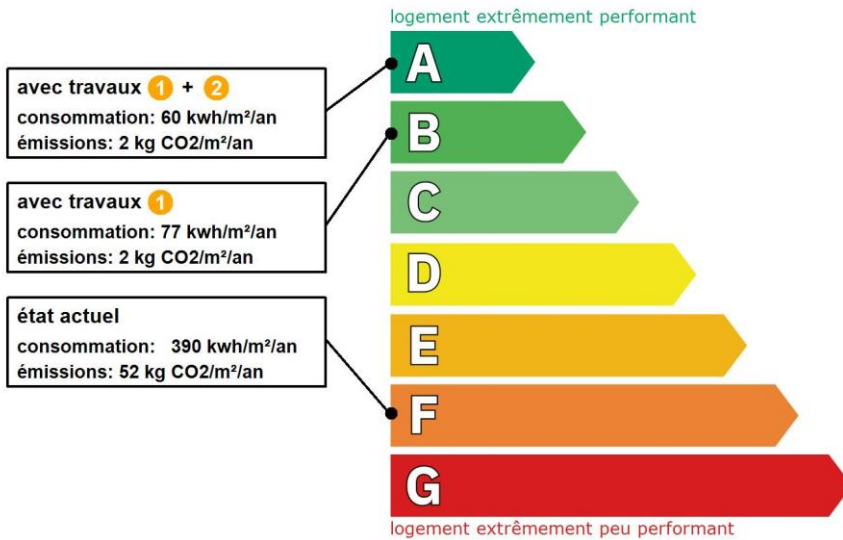 logement extrêmement performant
A
avec travaux 1 + 2
consommation: 60 kwh/m²/an
émissions: 2 kg CO2/m²/an
B
avec travaux 1
consommation: 77 kwh/m²/an
émissions: 2 kg CO2/m²/an
C
D
état actuel
consommation: 390 kwh/m²/an
émissions: 52 kg CO2/m²/an
E
F
G
logement extrêmement peu performant